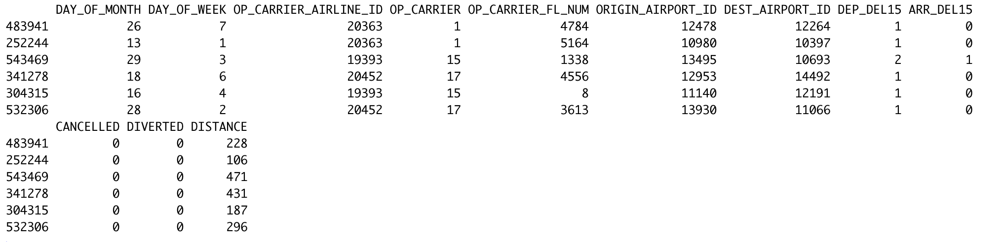 DAY_OF_MONTH DAY_OF_WEEK OP_CARRIER_AIRLINE_ID OP_CARRIER OP_CARRIER_FL_NUM ORIGIN_AIRPORT_ID DEST_AIRPORT_ID DEP_DEL15 ARR_DEL15
483941 26 7 20363 1 4784 12478 12264 1 0
252244 13 1 20363 1 5164 10980 10397 1 0
543469 29 3 19393 15 1338 13495 10693 2 1
341278 18 6 20452 17 4556 12953 14492 1 0
304315 16 4 19393 15 8 11140 12191 1 0
532306 28 2 20452 17 3613 13930 11066 1 0
CANCELLED DIVERTED DISTANCE
483941 0 0 228
252244 0 0 106
543469 0 0 471
341278 0 0 431
304315 0 0 187
532306 0 0 296